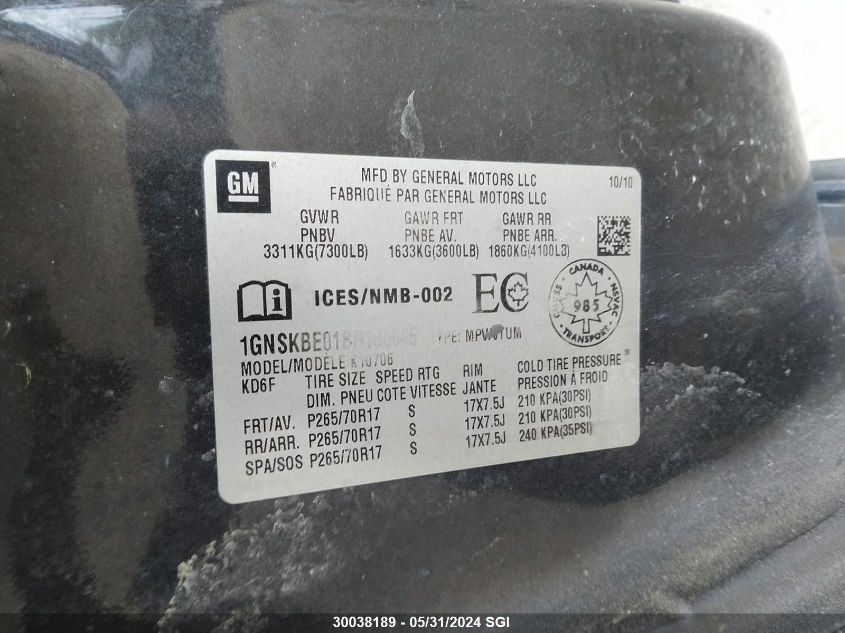 GM
MFD BY GENERAL MOTORS LLC 10/10
FABRIQUÉ PAR GENERAL MOTORS LLC
GVWR GAWR FRT GAWR RR
PNBV PNBE AV. PNBE ARR.
3311KG(7300LB) 1633KG(3600LB) 1860KG(4100LB)
ICES/NMB-002 EC
CANADA
NSVAC
985
TRANSPORT
TYPE:
MODEL/MODÈLE K10706
KD6F TIRE SIZE SPEED RTG RIM COLD TIRE PRESSURE
DIM. PNEU COTE VITESSE JANTE PRESSION À FROID
FRT/AV. P265/70R17 S 17X7.5J 210 KPA(30PSI)
RR/ARR. P265/70R17 S 17X7.5J 210 KPA(30PSI)
SPA/SOS P265/70R17 S 17X7.5J 240 KPA(35PSI)
30038189 - 05/31/2024 SGI